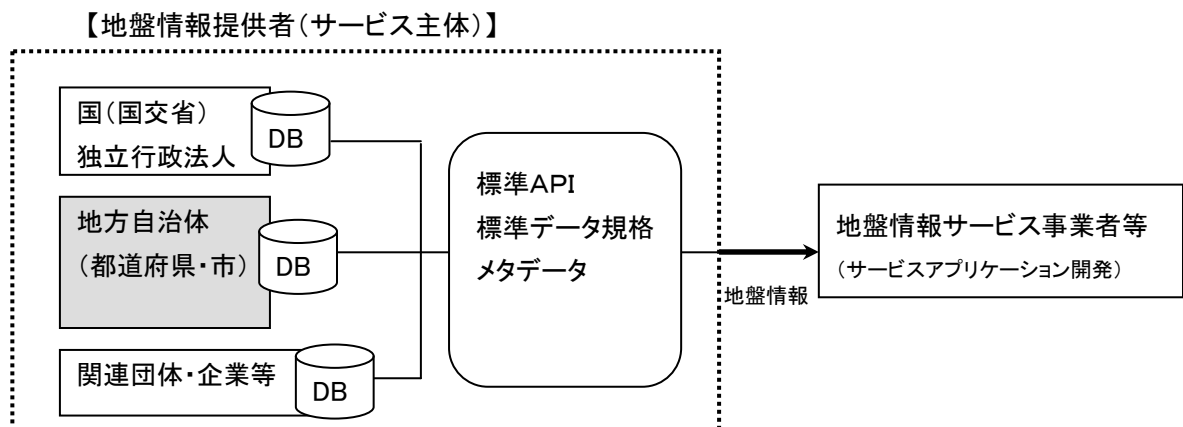 【地盤情報提供者(サービス主体)】
国(国交省)
独立行政法人
DB
地方自治体
(都道府県・市)
DB
関連団体・企業等
DB
標準API
標準データ規格
メタデータ
地盤情報
地盤情報サービス事業者等
(サービスアプリケーション開発)